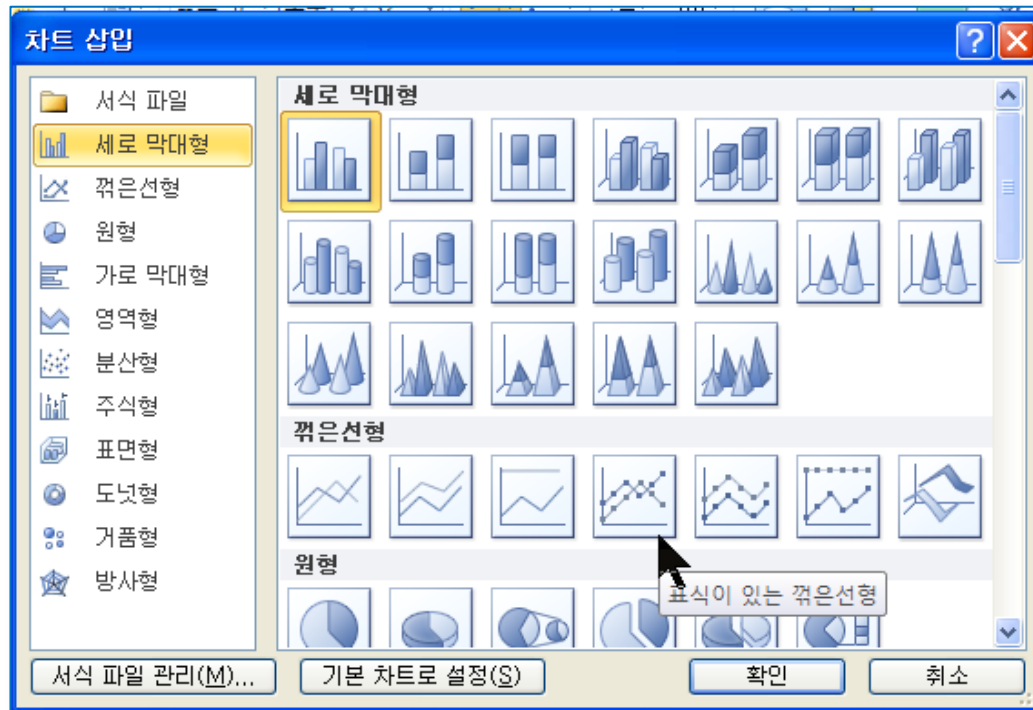 차트 삽입
서식 파일
세로 막대형
꺾은선형
원형
가로 막대형
영역형
분산형
주식형
표면형
도넛형
거품형
방사형
세로 막대형
꺾은선형
원형
표식이 있는 꺾은선형
서식 파일 관리(M)...
기본 차트로 설정(S)
확인
취소